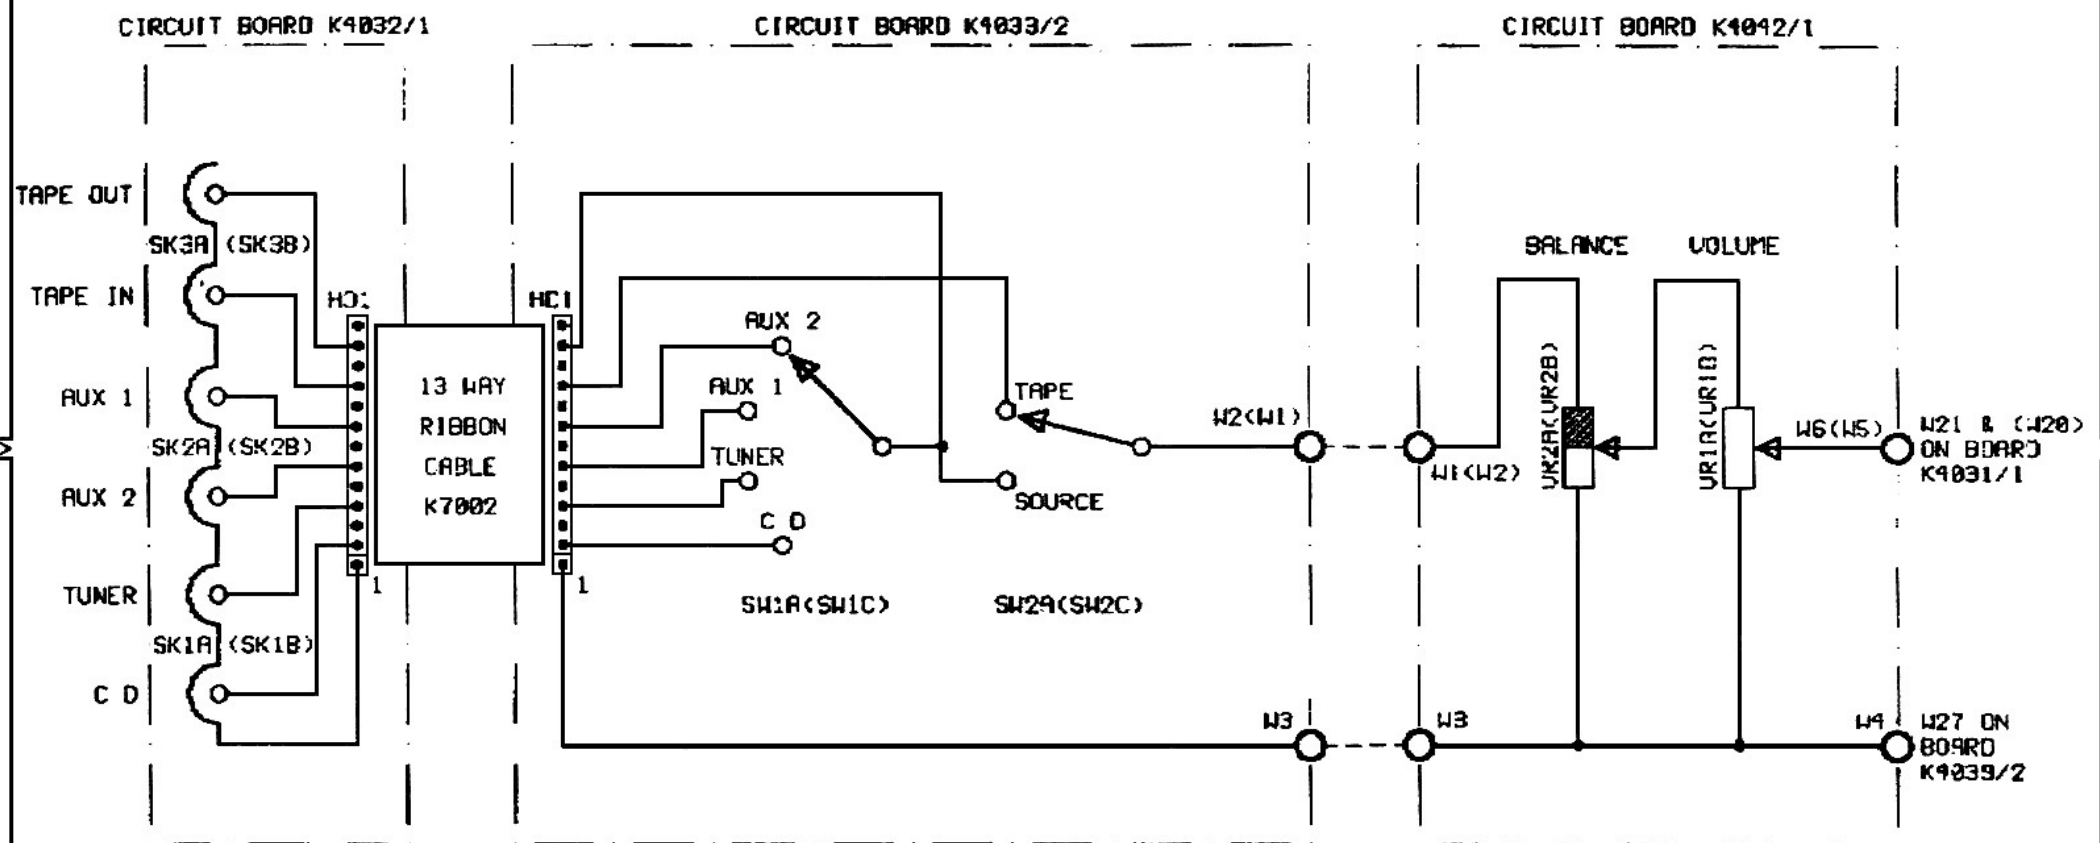 CIRCUIT BOARD K4032/1
CIRCUIT BOARD K4033/2
CIRCUIT BOARD K4042/1
TAPE OUT
SK3A (SK3B)
TAPE IN
AUX 1
SK2A (SK2B)
AUX 2
TUNER
SK1A (SK1B)
C D
1
13 WAY
RIBBON
CABLE
K7002
1
AUX 2
AUX 1
TUNER
C D
SW1A(SW1C)
TAPE
SOURCE
SW2A(SW2C)
W2(W1)
W3
W1(W2)
W3
BALANCE
VR2A(VR2B)
VOLUME
VR1A(VR1B)
W6(W5)
W21 & (W20)
ON BOARD
K4031/1
W4
W27 ON
BOARD
K4039/2